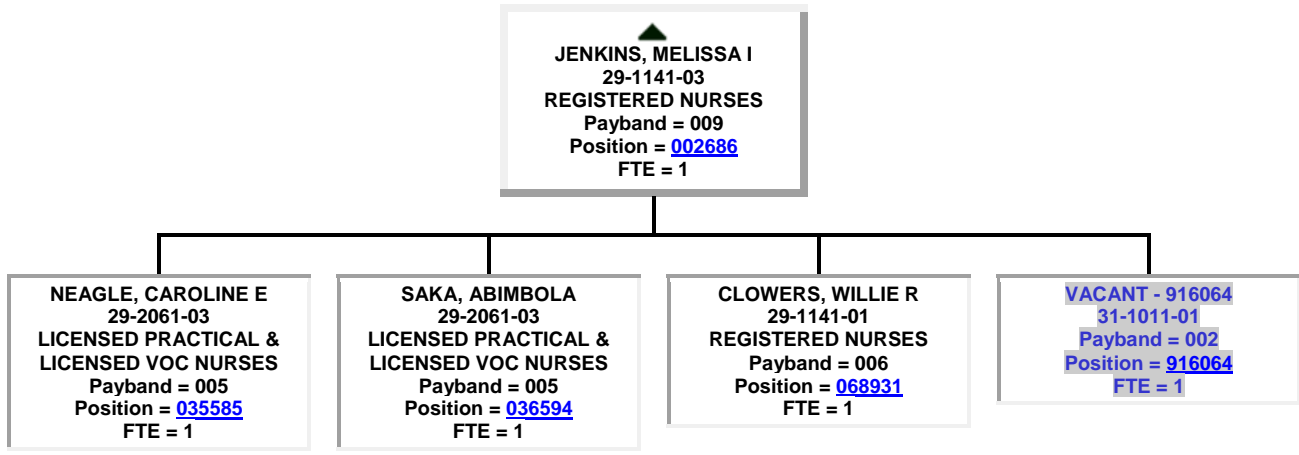 JENKINS, MELISSA I
29-1141-03
REGISTERED NURSES
Payband = 009
Position = 002686
FTE = 1
NEAGLE, CAROLINE E
29-2061-03
LICENSED PRACTICAL &
LICENSED VOC NURSES
Payband = 005
Position = 035585
FTE = 1
SAKA, ABIMBOLA
29-2061-03
LICENSED PRACTICAL &
LICENSED VOC NURSES
Payband = 005
Position = 036594
FTE = 1
CLOWERS, WILLIE R
29-1141-01
REGISTERED NURSES
Payband = 006
Position = 068931
FTE = 1
VACANT - 916064
31-1011-01
Payband = 002
Position = 916064
FTE = 1